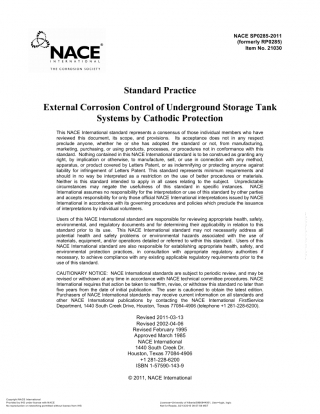 NACE SP0285-2011
(formerly RP0285)
Item No. 21030
NACE
INTERNATIONAL
THE CORROSION SOCIETY
Standard Practice
External Corrosion Control of Underground Storage Tank
Systems by Cathodic Protection
This NACE International standard represents a consensus of those individual members who have
reviewed this document, its scope, and provisions. Its acceptance does not in any respect
preclude anyone, whether he or she has adopted the standard or not, from manufacturing,
marketing, purchasing, or using products, processes, or procedures not in conformance with this
standard. Nothing contained in this NACE International standard is to be construed as granting any
right, by implication or otherwise, to manufacture, sell, or use in connection with any method,
apparatus, or product covered by Letters Patent, or as indemnifying or protecting anyone against
liability for infringement of Letters Patent. This standard represents minimum requirements and
should in no way be interpreted as a restriction on the use of better procedures or materials.
Neither is this standard intended to apply in all cases relating to the subject. Unpredictable
circumstances may negate the usefulness of this standard in specific instances. NACE
International assumes no responsibility for the interpretation or use of this standard by other parties
and accepts responsibility for only those official NACE International interpretations issued by NACE
International in accordance with its governing procedures and policies which preclude the issuance
of interpretations by individual volunteers.
Users of this NACE International standard are responsible for reviewing appropriate health, safety,
environmental, and regulatory documents and for determining their applicability in relation to this
standard prior to its use. This NACE International standard may not necessarily address all
potential health and safety problems or environmental hazards associated with the use of
materials, equipment, and/or operations detailed or referred to within this standard. Users of this
NACE International standard are also responsible for establishing appropriate health, safety, and
environmental protection practices, in consultation with appropriate regulatory authorities if
necessary, to achieve compliance with any existing applicable regulatory requirements prior to the
use of this standard.
CAUTIONARY NOTICE: NACE International standards are subject to periodic review, and may be
revised or withdrawn at any time in accordance with NACE technical committee procedures. NACE
International requires that action be taken to reaffirm, revise, or withdraw this standard no later than
five years from the date of initial publication. The user is cautioned to obtain the latest edition.
Purchasers of NACE International standards may receive current information on all standards and
other NACE International publications by contacting the NACE International FirstService
Department, 1440 South Creek Drive, Houston, Texas 77084-4906 (telephone +1 281-228-6200).
Revised 2011-03-13
Revised 2002-04-06
Revised February 1995
Approved March 1985
NACE International
1440 South Creek Dr.
Houston, Texas 77084-4906
+1 281-228-6200
ISBN 1-57590-143-9
© 2011, NACE International
Copyright NACE International